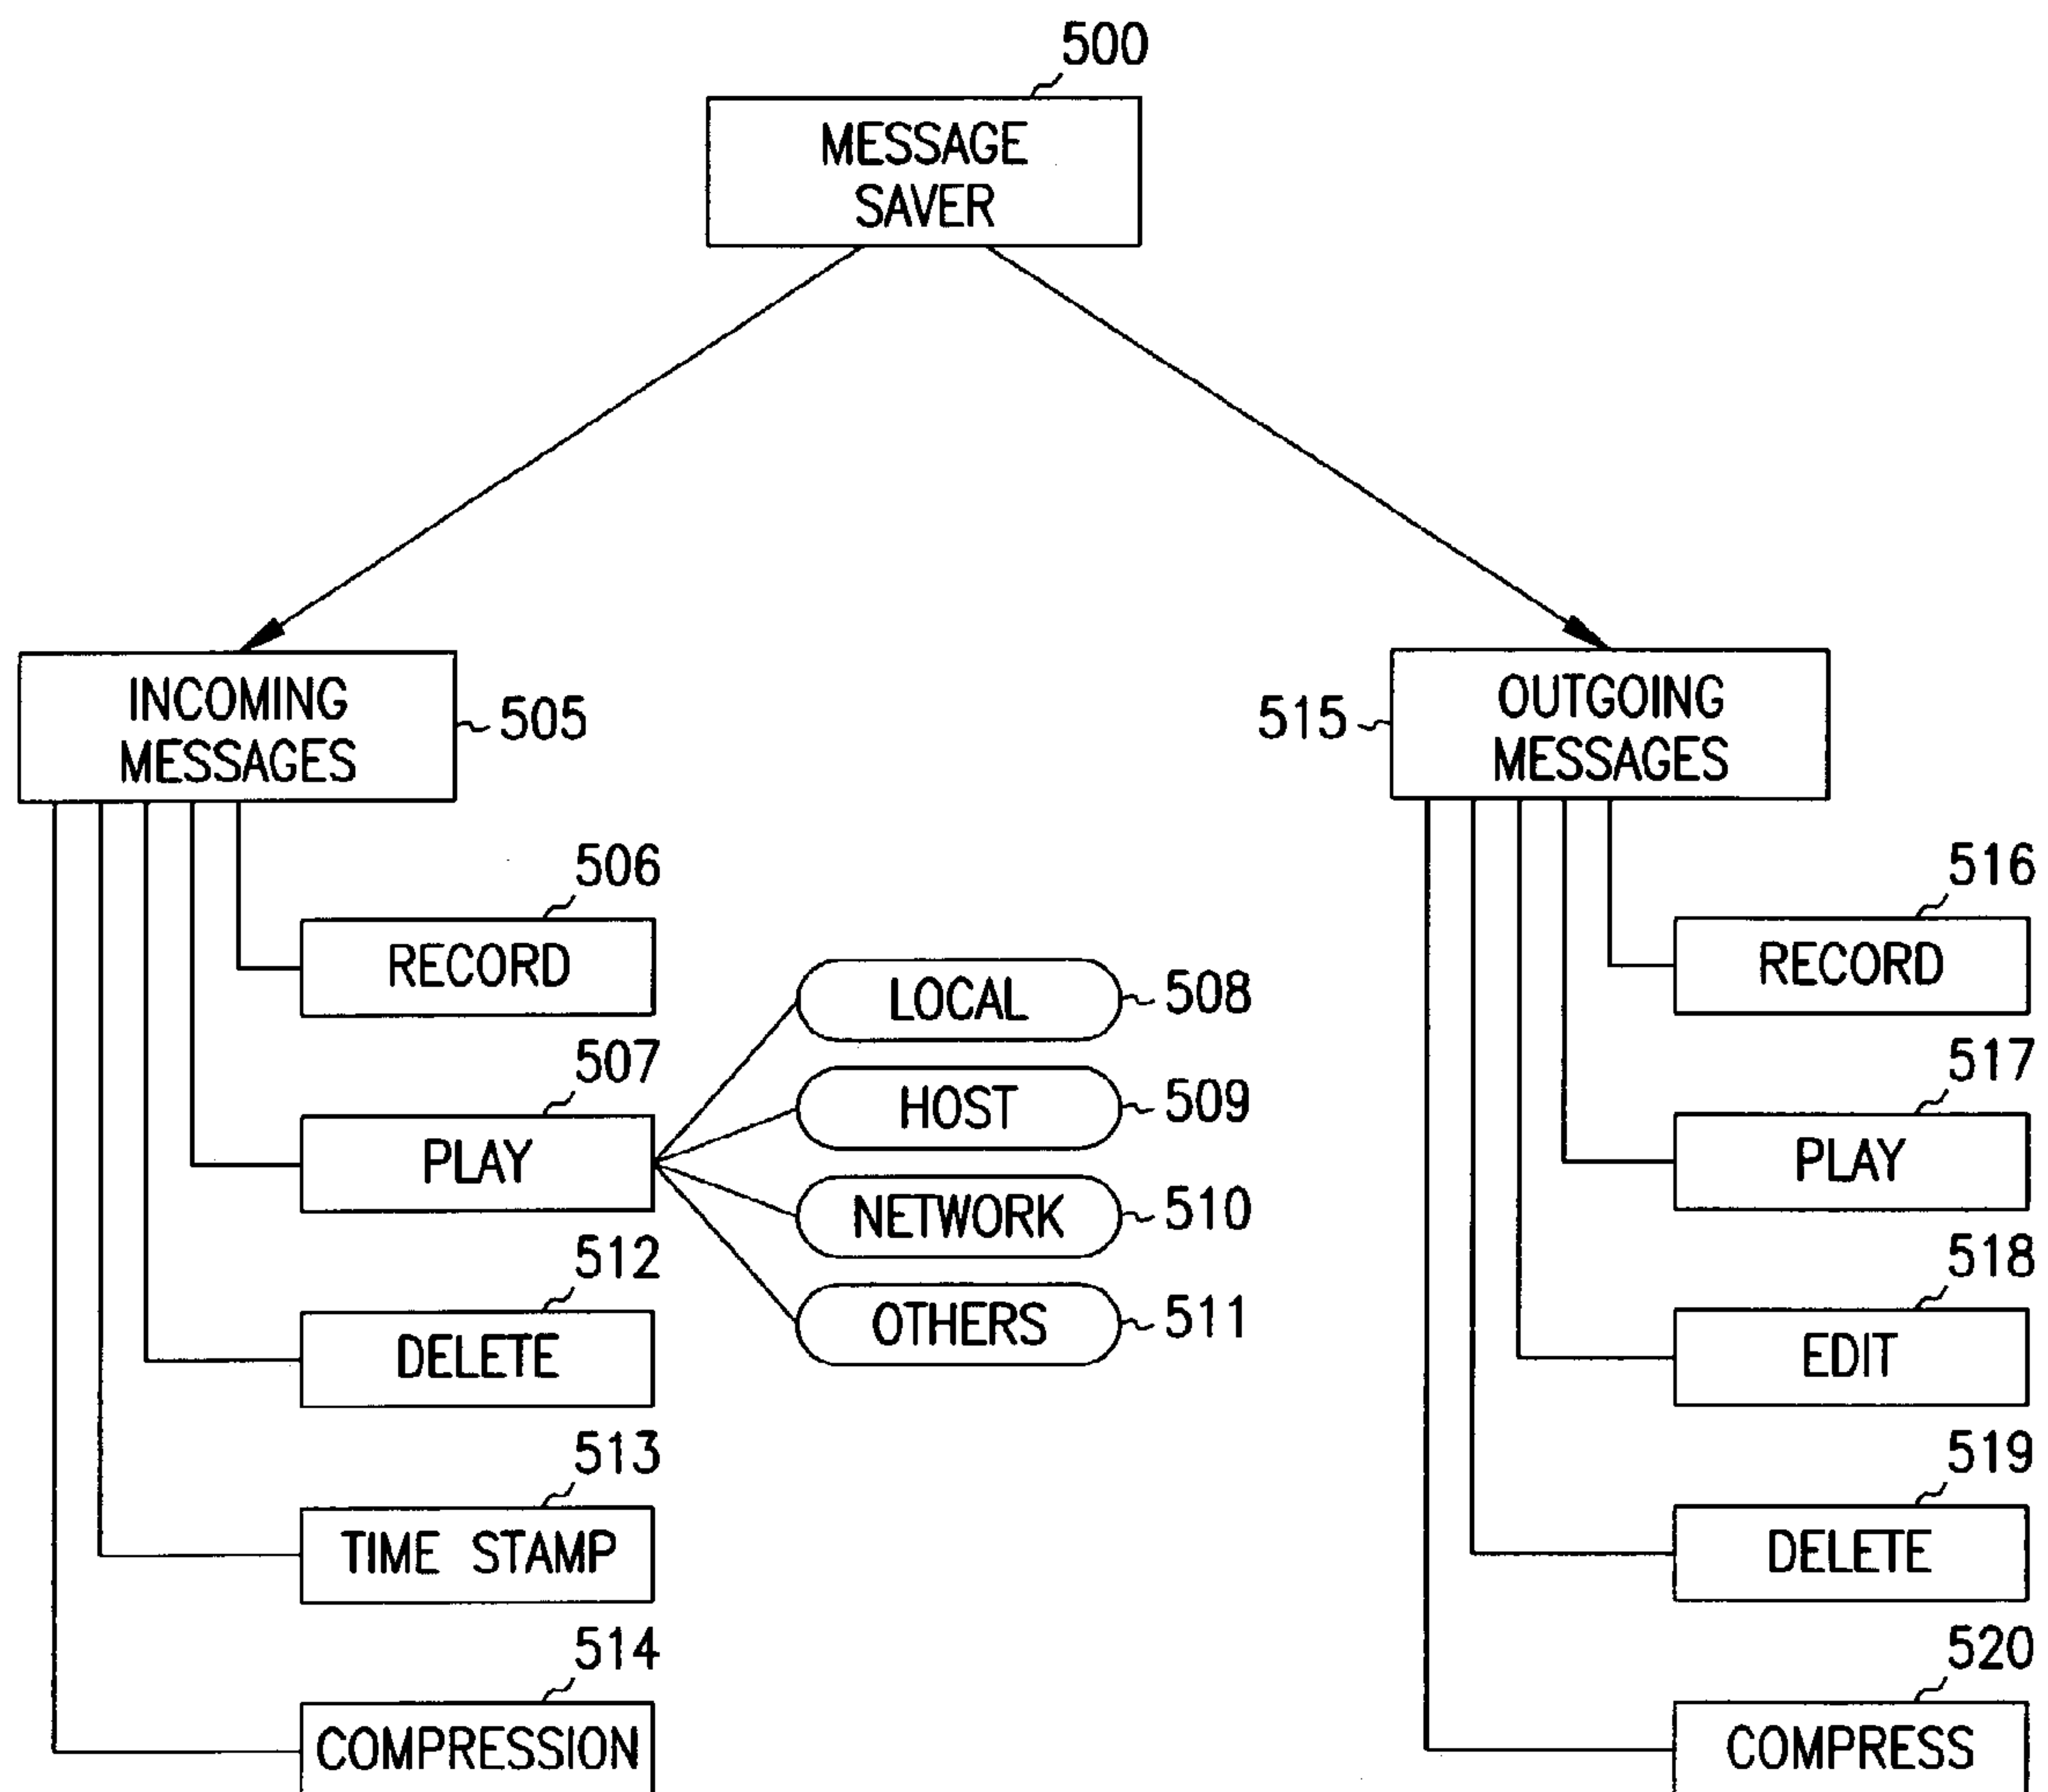 500
MESSAGE
SAVER
INCOMING
MESSAGES
505
515
OUTGOING
MESSAGES
506
RECORD
507
PLAY
LOCAL
508
HOST
509
NETWORK
510
OTHERS
511
512
DELETE
513
TIME STAMP
514
COMPRESSION
516
RECORD
517
PLAY
518
EDIT
519
DELETE
520
COMPRESS